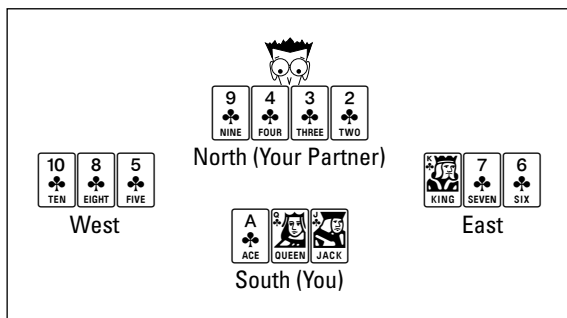 9 4 3 2
NINE FOUR THREE TWO
North (Your Partner)
10 8 5
TEN EIGHT FIVE
West
K 7 6
KING SEVEN SIX
East
A Q J
ACE QUEEN JACK
South (You)